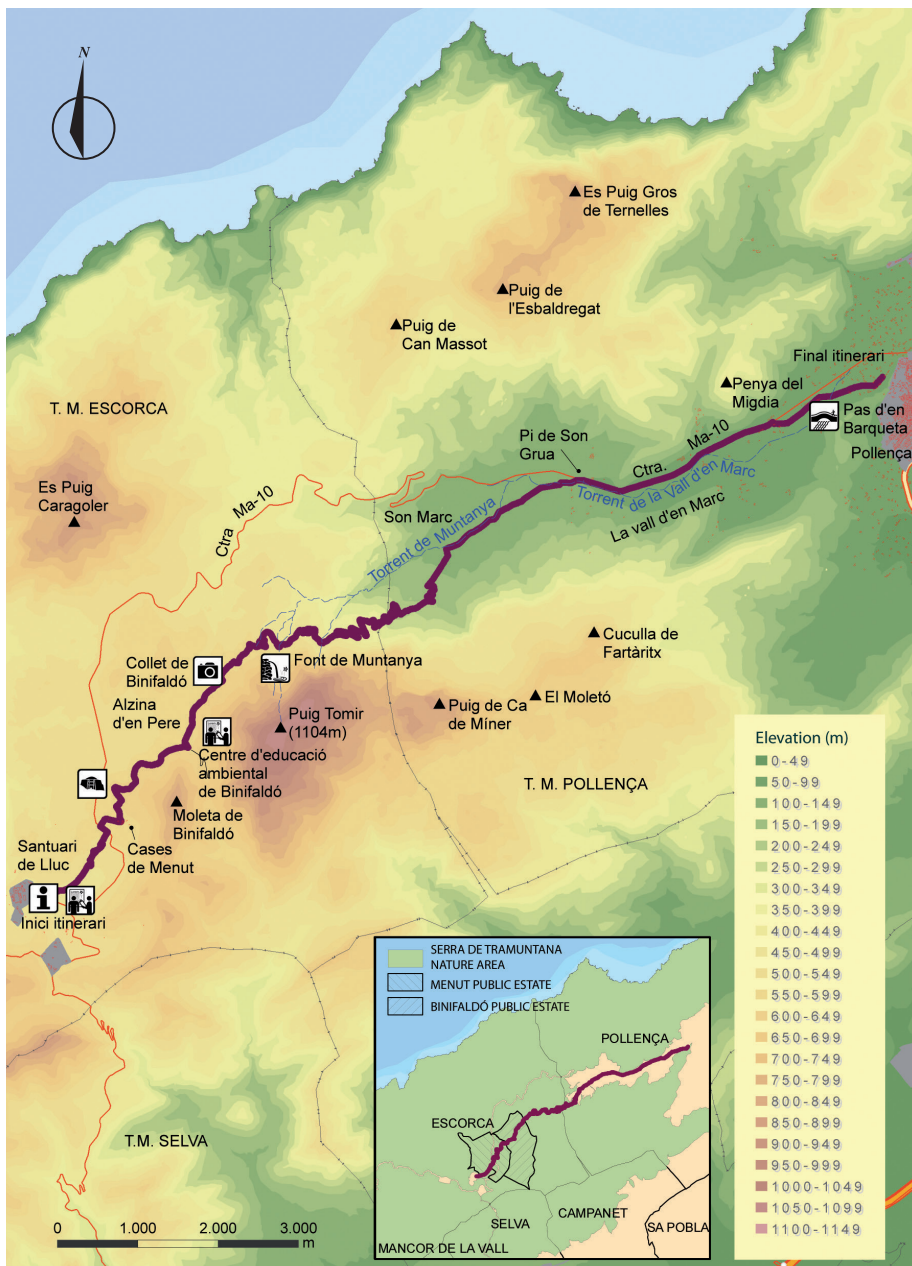 N
Es Puig Gros
de Ternelles
Puig de
l'Esbaldregat
Puig de
Can Massot
Final itinerari
Penya del
Migdia
T. M. ESCORCA
Pas d'en
Barqueta
Pi de Son
Grua
Ctra. Ma-10
Pollença
Es Puig
Caragoler
Ctra Ma-10
Son Marc
Torrent de la Vall d'en Marc
La vall d'en Marc
Torrent de Muntanya
Cuculla de
Fartàritx
Collet de
Binifaldó
Font de Muntanya
Alzina
d'en Pere
Puig Tomir
(1104m)
Puig de Ca
de Míner
El Moletó
Centre d'educació
ambiental
de Binifaldó
T. M. POLLENÇA
Moleta de
Binifaldó
Santuari
de Lluc
Cases
de Menut
i
Inici itinerari
T.M. SELVA
0 1.000 2.000 3.000
m
SERRA DE TRAMUNTANA
NATURE AREA
MENUT PUBLIC ESTATE
BINIFALDÓ PUBLIC ESTATE
POLLENÇA
ESCORCA
SELVA
CAMPANET
SA POBLA
MANCOR DE LA VALL
Elevation (m)
0-49
50-99
100-149
150-199
200-249
250-299
300-349
350-399
400-449
450-499
500-549
550-599
600-649
650-699
700-749
750-799
800-849
850-899
900-949
950-999
1000-1049
1050-1099
1100-1149